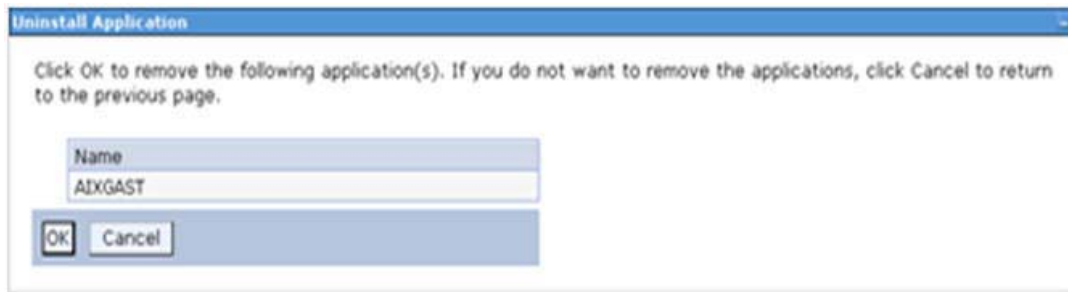 Uninstall Application
Click OK to remove the following application(s). If you do not want to remove the applications, click Cancel to return
to the previous page.
Name
AIXGAST
OK Cancel